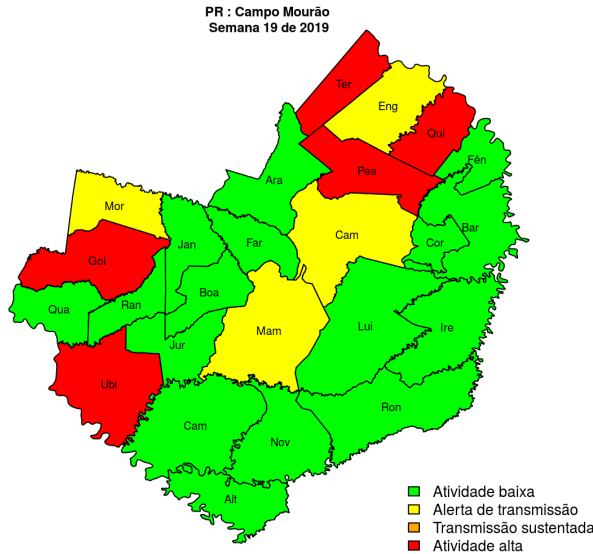 PR : Campo Mourão
Semana 19 de 2019
Ter
Eng
Qui
Fên
Pea
Ara
Mor
Cam
Bar
Jan
Far
Cor
Goi
Boa
Qua
Ran
Lui
Ire
Mam
Jur
Ubi
Ron
Cam
Nov
Alt
Atividade baixa
Alerta de transmissão
Transmissão sustentada
Atividade alta